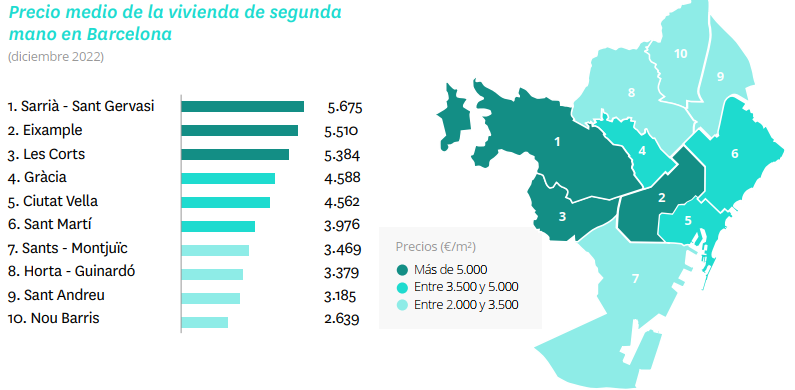 Precio medio de la vivienda de segunda
mano en Barcelona
(diciembre 2022)
1. Sarrià - Sant Gervasi 5.675
2. Eixample 5.510
3. Les Corts 5.384
4. Gràcia 4.588
5. Ciutat Vella 4.562
6. Sant Martí 3.976
7. Sants - Montjuïc 3.469
8. Horta - Guinardó 3.379
9. Sant Andreu 3.185
10. Nou Barris 2.639
10
9
8
1
4
6
2
3
5
7
Precios (€/m²)
Más de 5.000
Entre 3.500 y 5.000
Entre 2.000 y 3.500